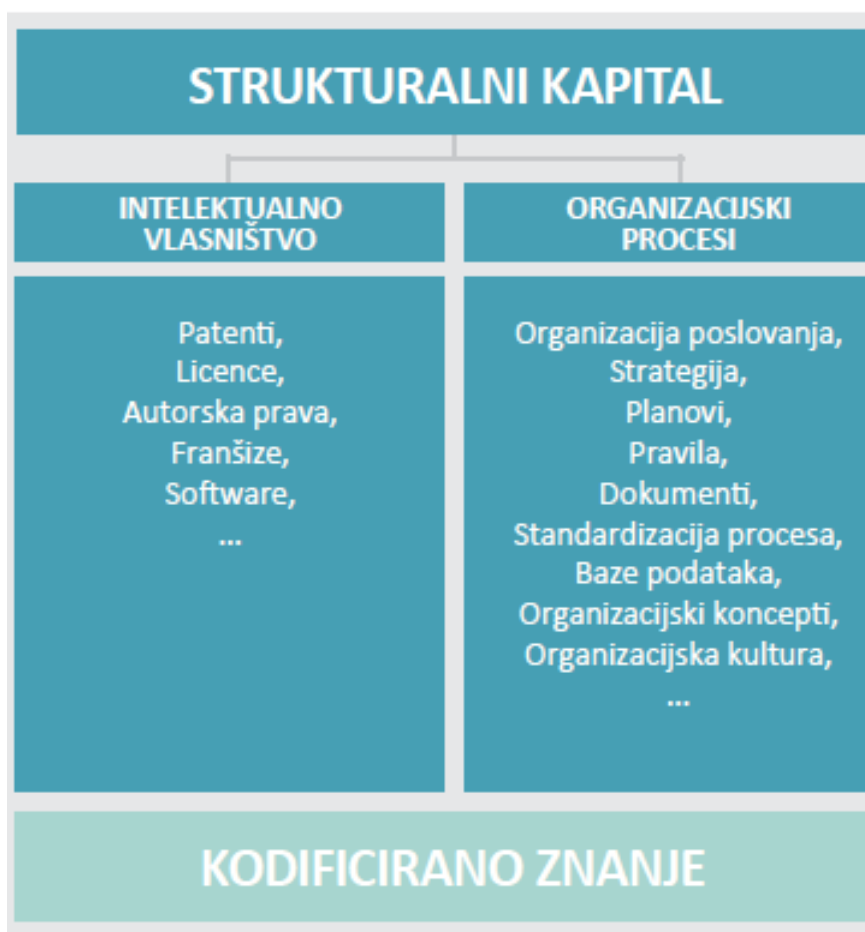 STRUKTURALNI KAPITAL
INTELEKTUALNO
VLASNIŠTVO
Patenti,
Licence,
Autorska prava,
Franšize,
Software,
...
ORGANIZACIJSKI
PROCESI
Organizacija poslovanja,
Strategija,
Planovi,
Pravila,
Dokumenti,
Standardizacija procesa,
Baze podataka,
Organizacijski koncepti,
Organizacijska kultura,
...
KODIFICIRANO ZNANJE